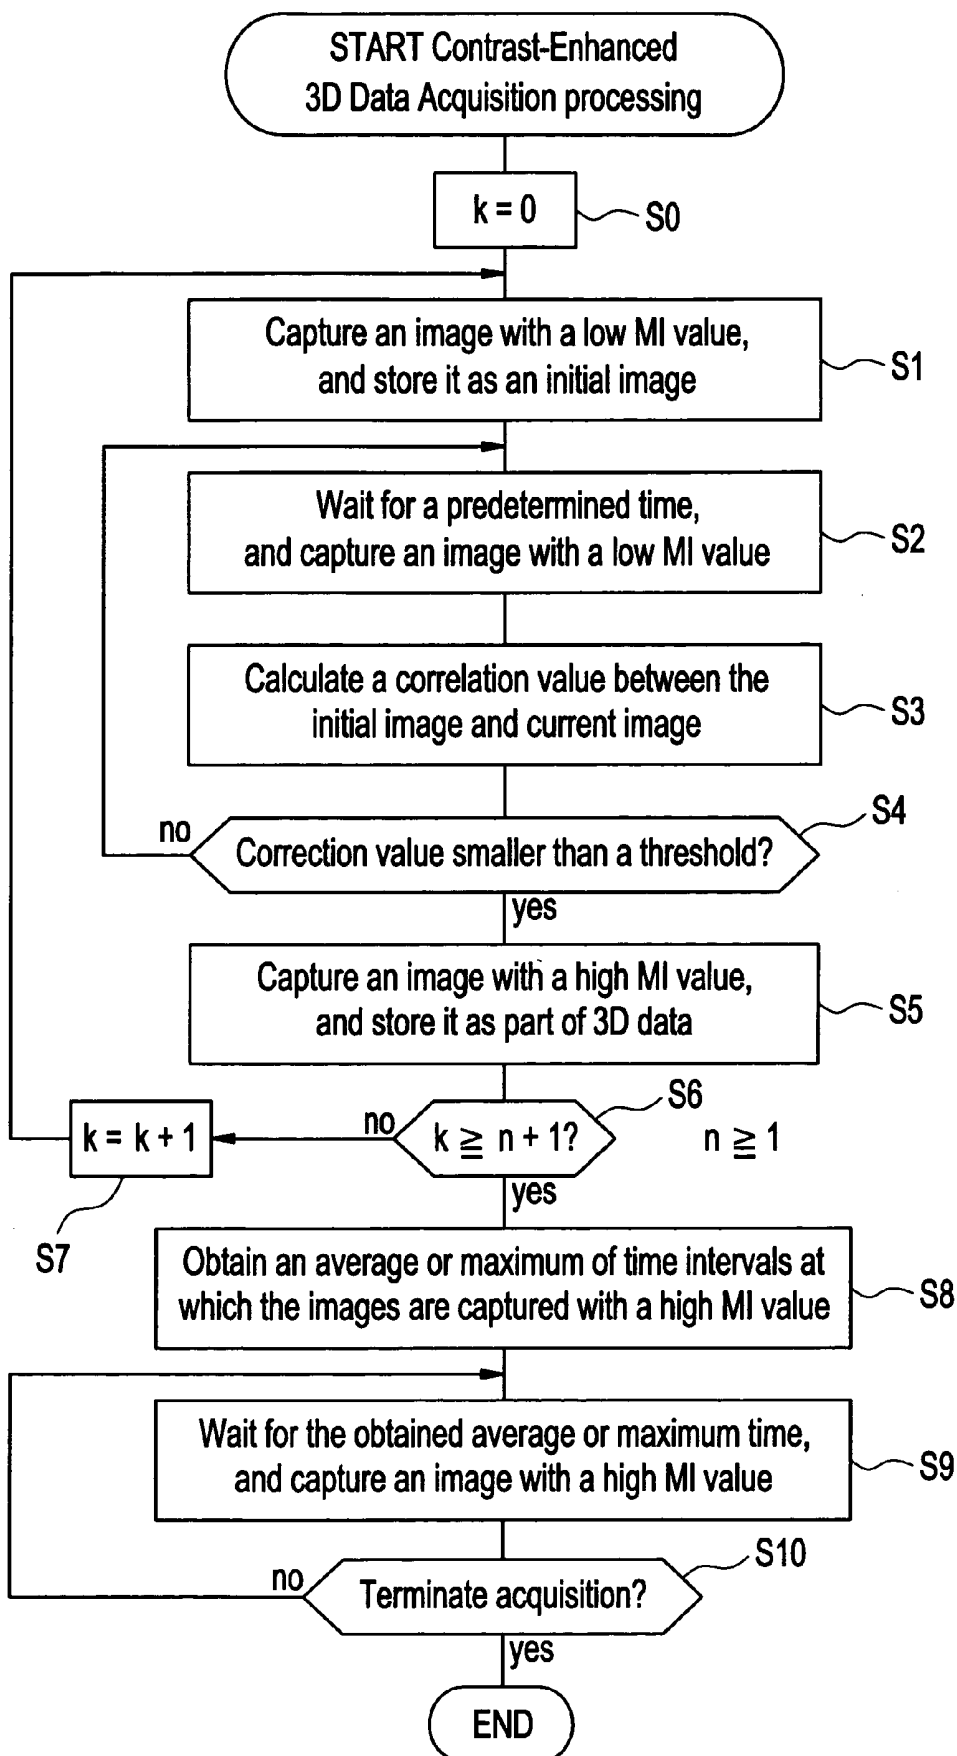 START Contrast-Enhanced
3D Data Acquisition processing
k = 0
S0
Capture an image with a low MI value,
and store it as an initial image
S1
Wait for a predetermined time,
and capture an image with a low MI value
S2
Calculate a correlation value between the
initial image and current image
S3
S4
no
Correction value smaller than a threshold?
yes
Capture an image with a high MI value,
and store it as part of 3D data
S5
S6
k = k + 1
no
k ≧ n + 1?
n ≧ 1
yes
S7
Obtain an average or maximum of time intervals at
which the images are captured with a high MI value
S8
Wait for the obtained average or maximum time,
and capture an image with a high MI value
S9
S10
no
Terminate acquisition?
yes
END